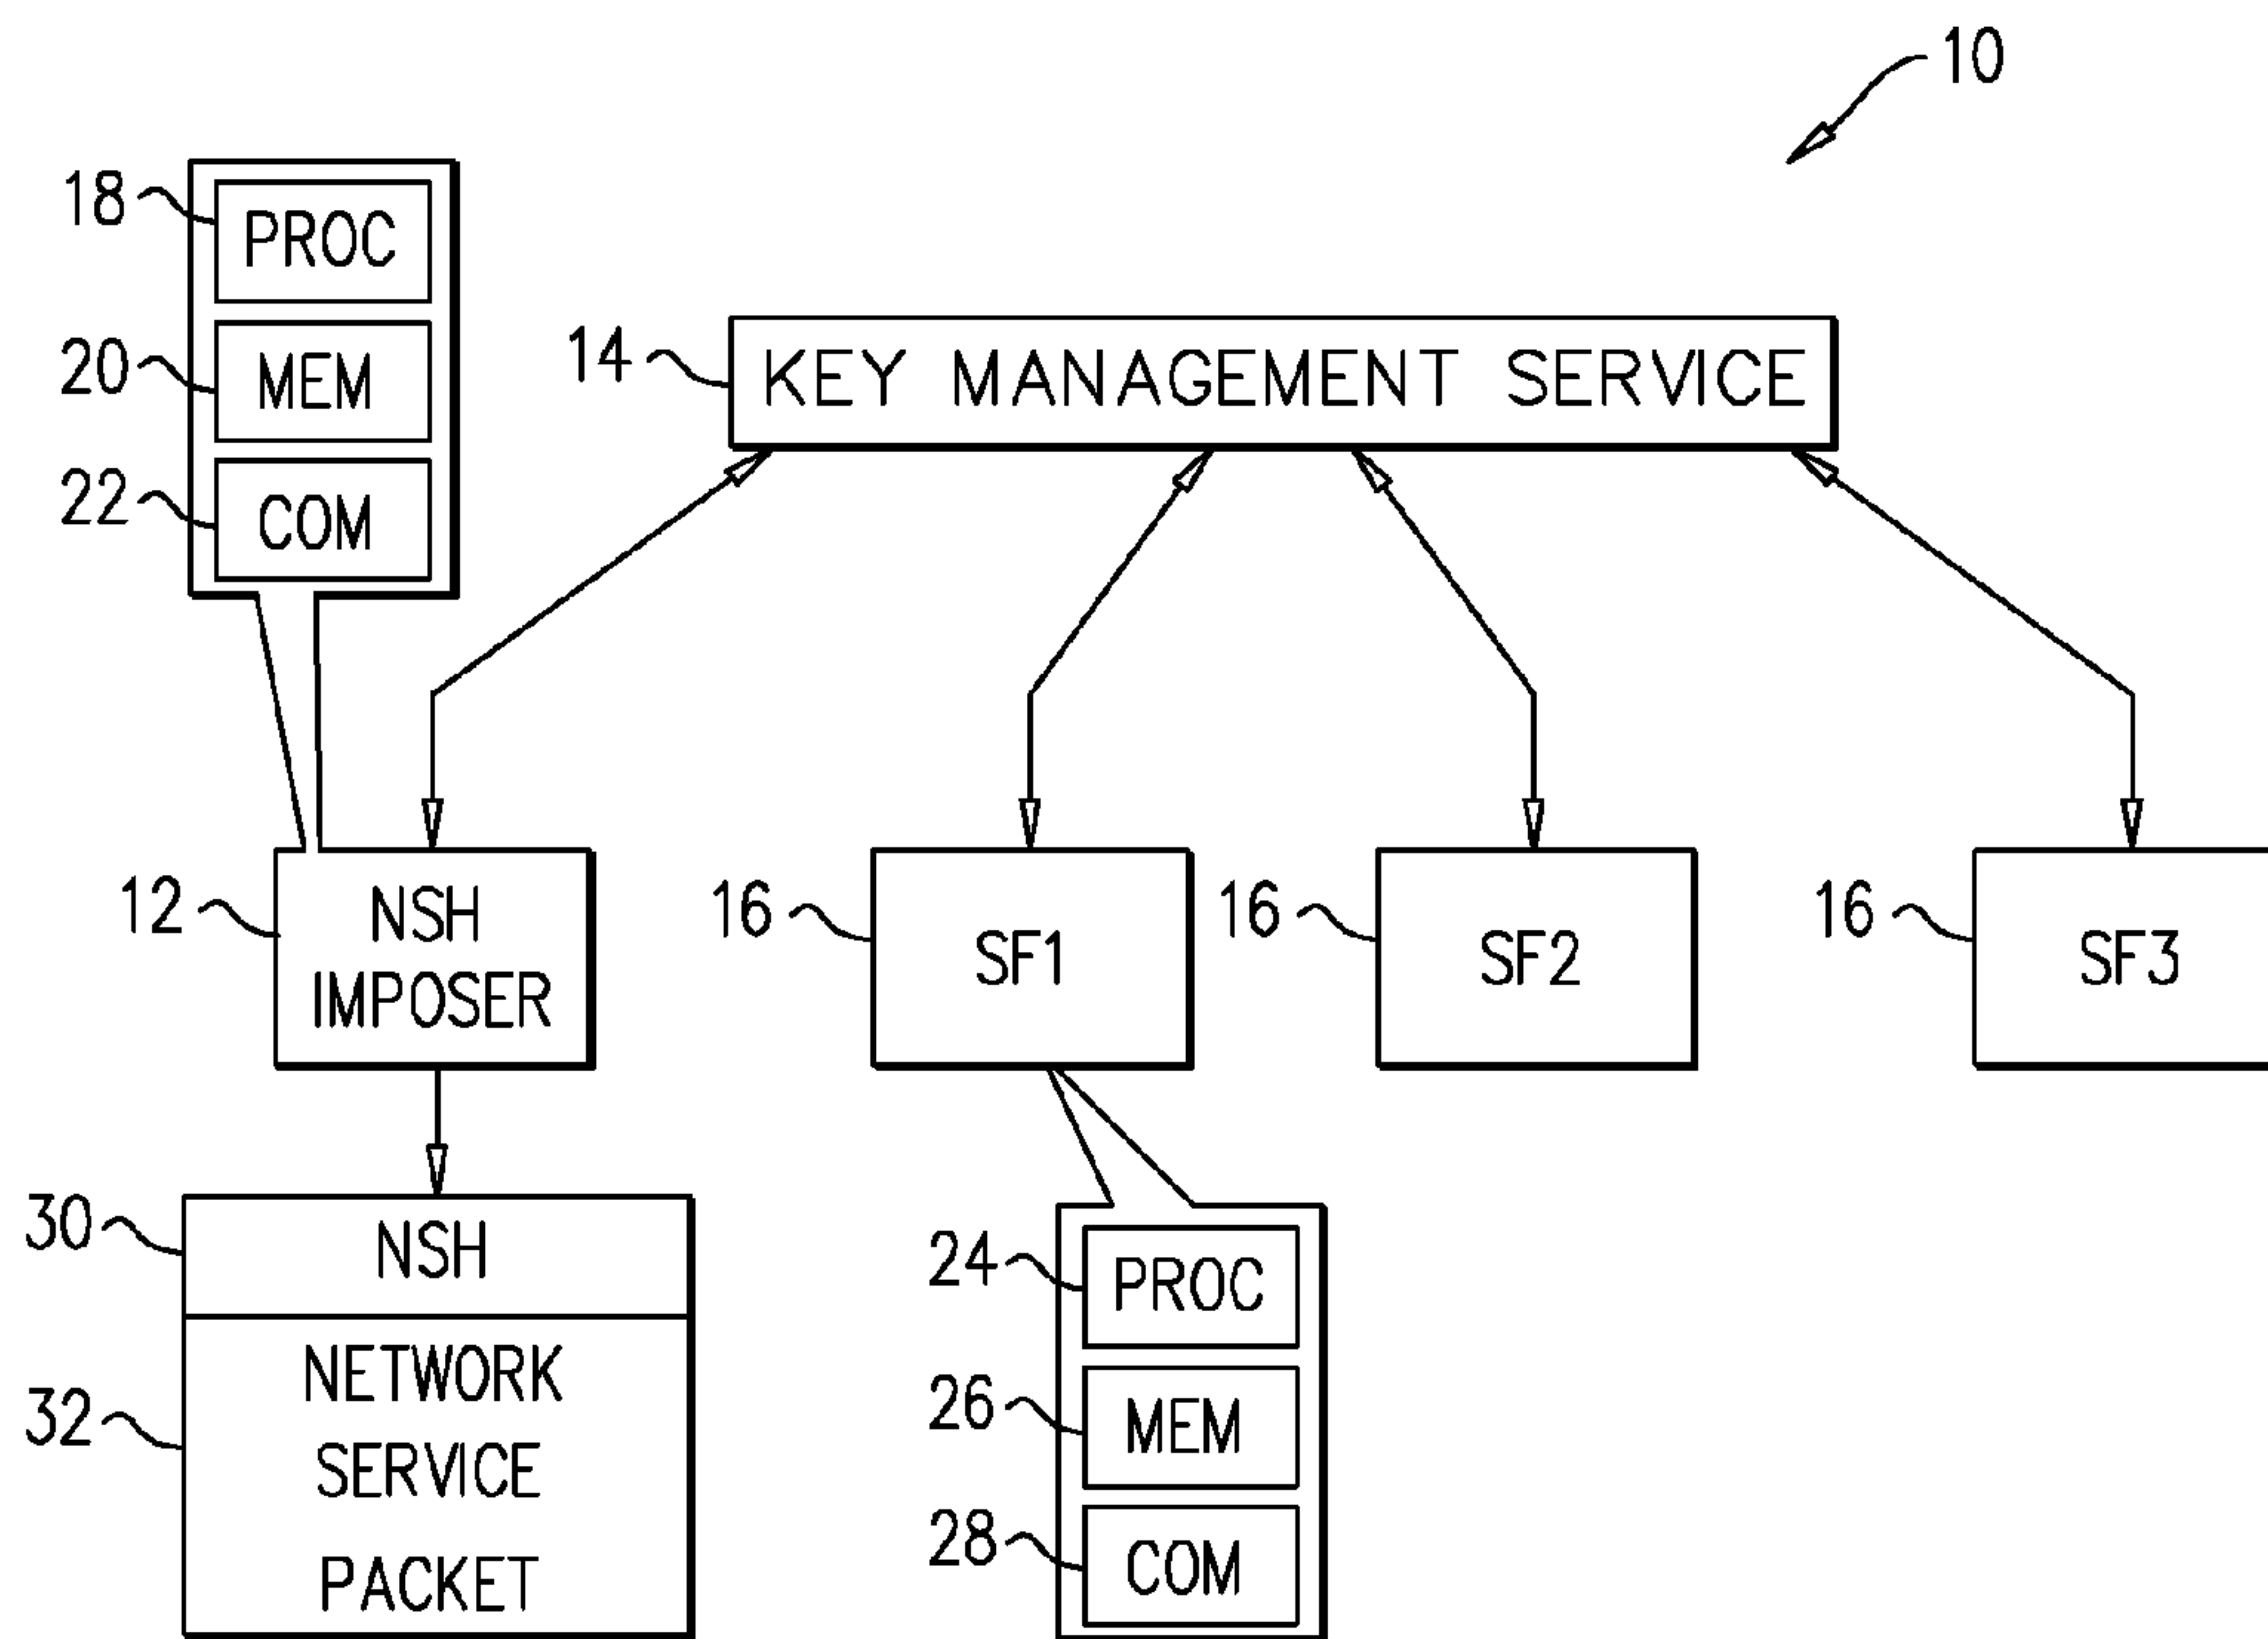 10
18
PROC
20
MEM
22
COM
14
KEY MANAGEMENT SERVICE
12
NSH
IMPOSER
16
SF1
16
SF2
16
SF3
30
NSH
32
NETWORK
SERVICE
PACKET
24
PROC
26
MEM
28
COM